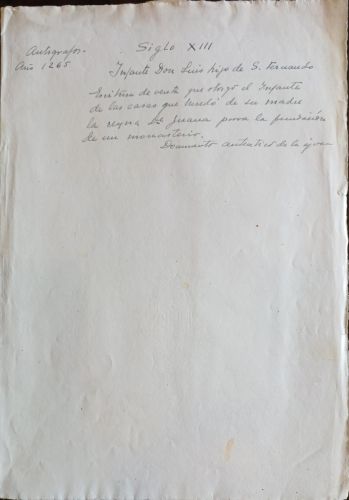 Siglo XIII
Autografos.
Año 1265
Infante Don Luis hijo de S. Fernando
Escritura de venta que otorgó el Infante
de las casas que heredó de su madre
la reyna Dª Juana para la fundación
de un monasterio.
Documento autentico de la época